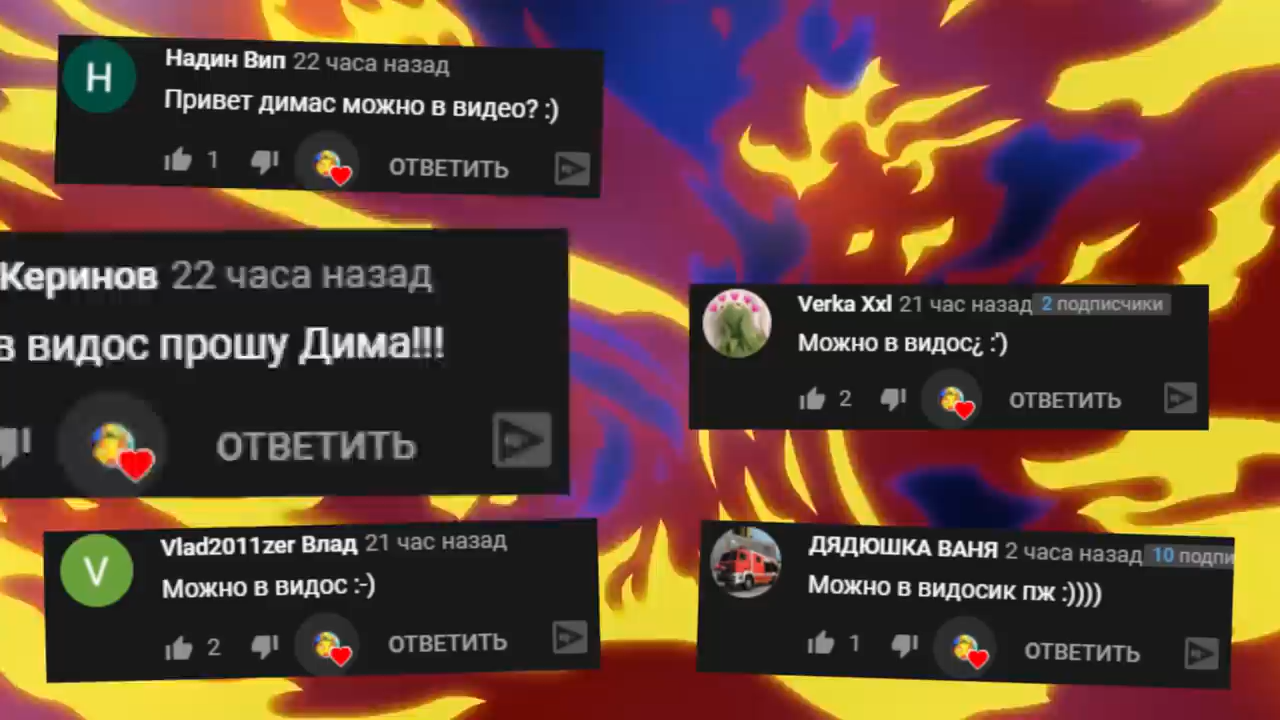 Н
Надин Вип 22 часа назад
Привет димас можно в видео? :)
1
ОТВЕТИТЬ
Керинов 22 часа назад
в видос прошу Дима!!!
ОТВЕТИТЬ
V
Vlad2011zer Влад 21 час назад
Можно в видос :-)
2
ОТВЕТИТЬ
Verka Xxl 21 час назад 2 подписчики
Можно в видос¿ :')
2
ОТВЕТИТЬ
ДЯДЮШКА ВАНЯ 2 часа назад 10 подпи
Можно в видосик пж :))))
1
ОТВЕТИТЬ